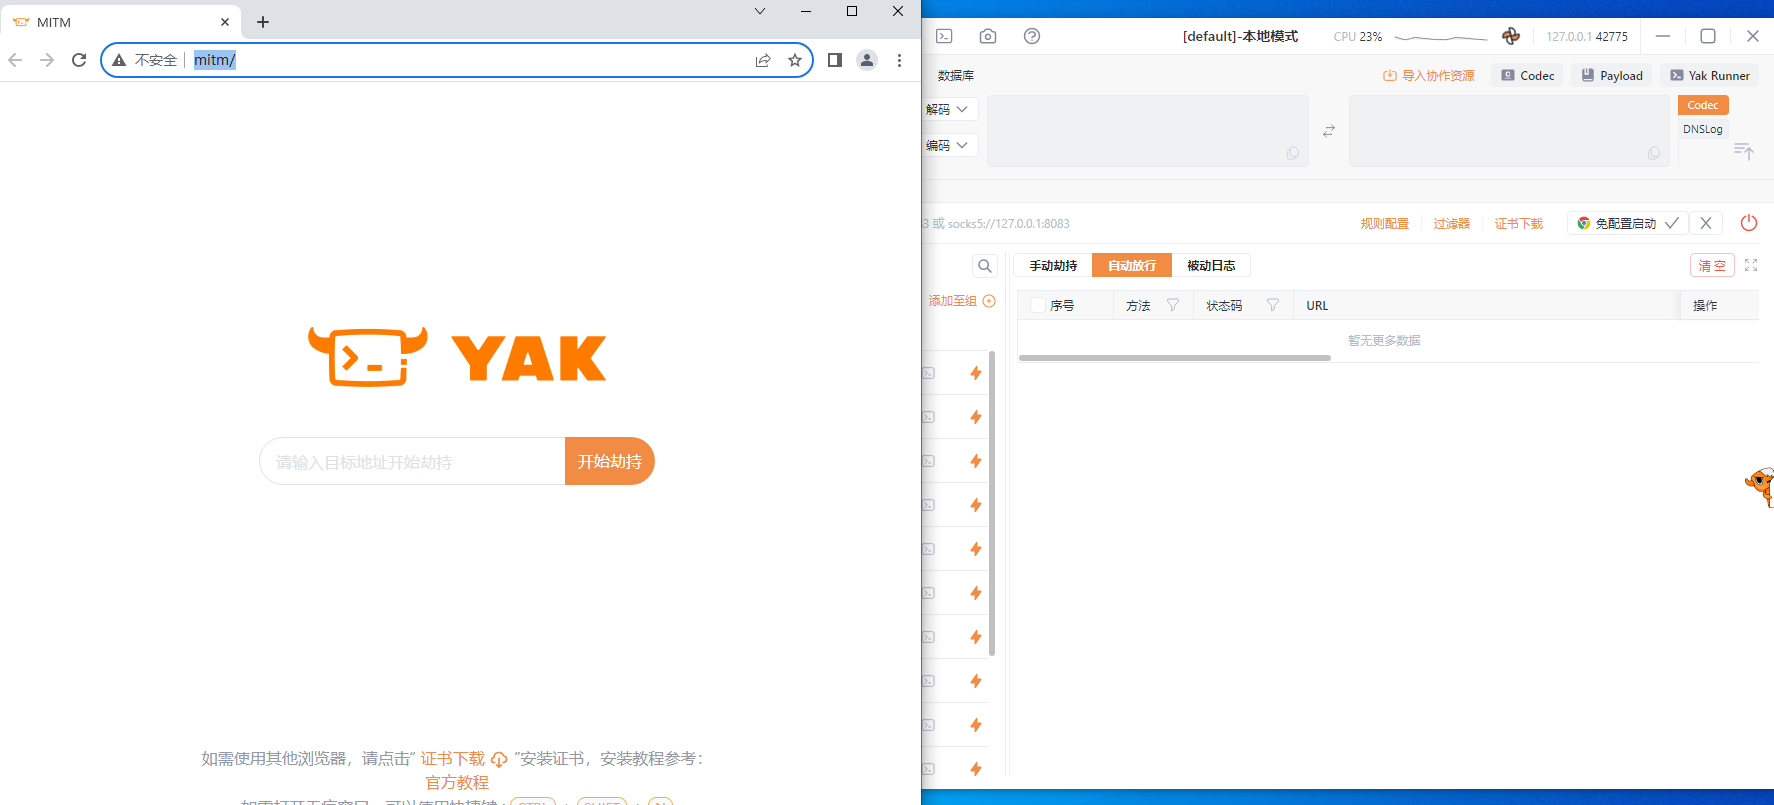 MITM
不安全
mitm/
YAK
请输入目标地址开始劫持
开始劫持
如需使用其他浏览器，请点击“ 证书下载 ”安装证书，安装教程参考：
官方教程
[default]-本地模式
CPU 23%
127.0.0.1 42775
数据库
导入协作资源
Codec
Payload
Yak Runner
解码
编码
Codec
DNSLog
3 或 socks5://127.0.0.1:8083
规则配置
过滤器
证书下载
免配置启动
手动劫持
自动放行
被动日志
清空
添加至组
序号
方法
状态码
URL
操作
暂无更多数据